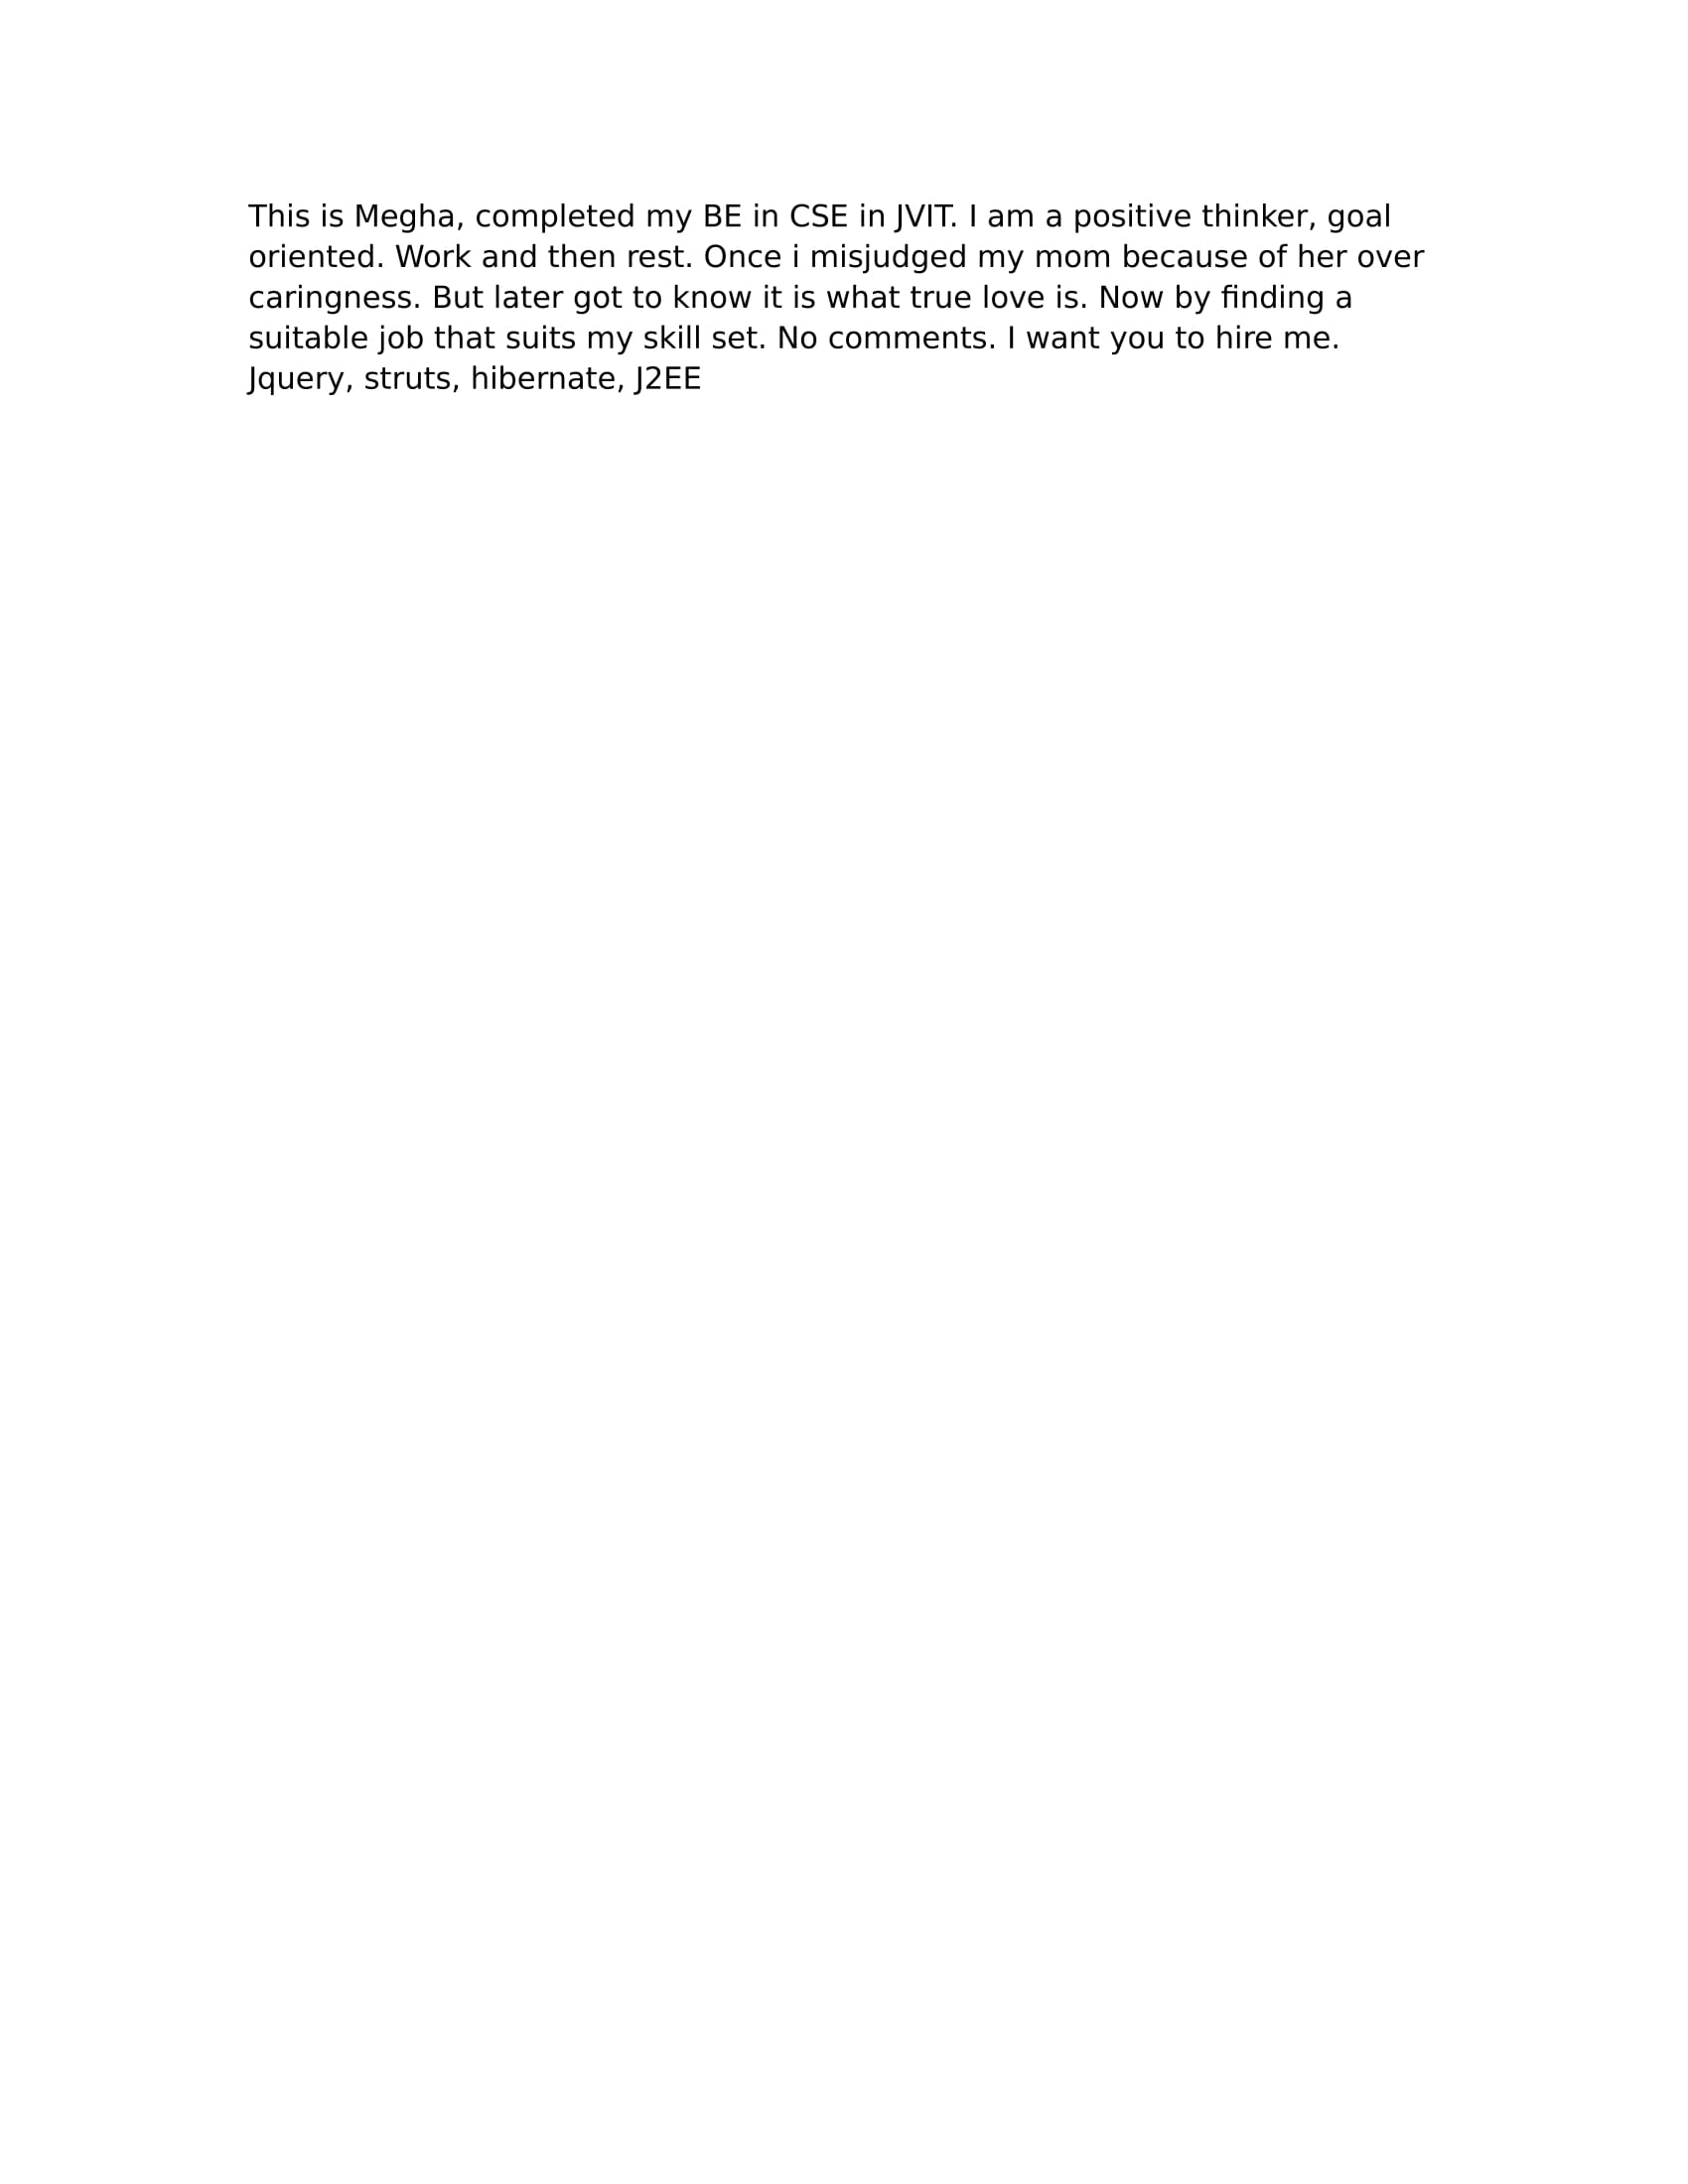 This is Megha, completed my BE in CSE in JVIT. I am a positive thinker, goal
oriented. Work and then rest. Once i misjudged my mom because of her over
caringness. But later got to know it is what true love is. Now by finding a
suitable job that suits my skill set. No comments. I want you to hire me.
Jquery, struts, hibernate, J2EE